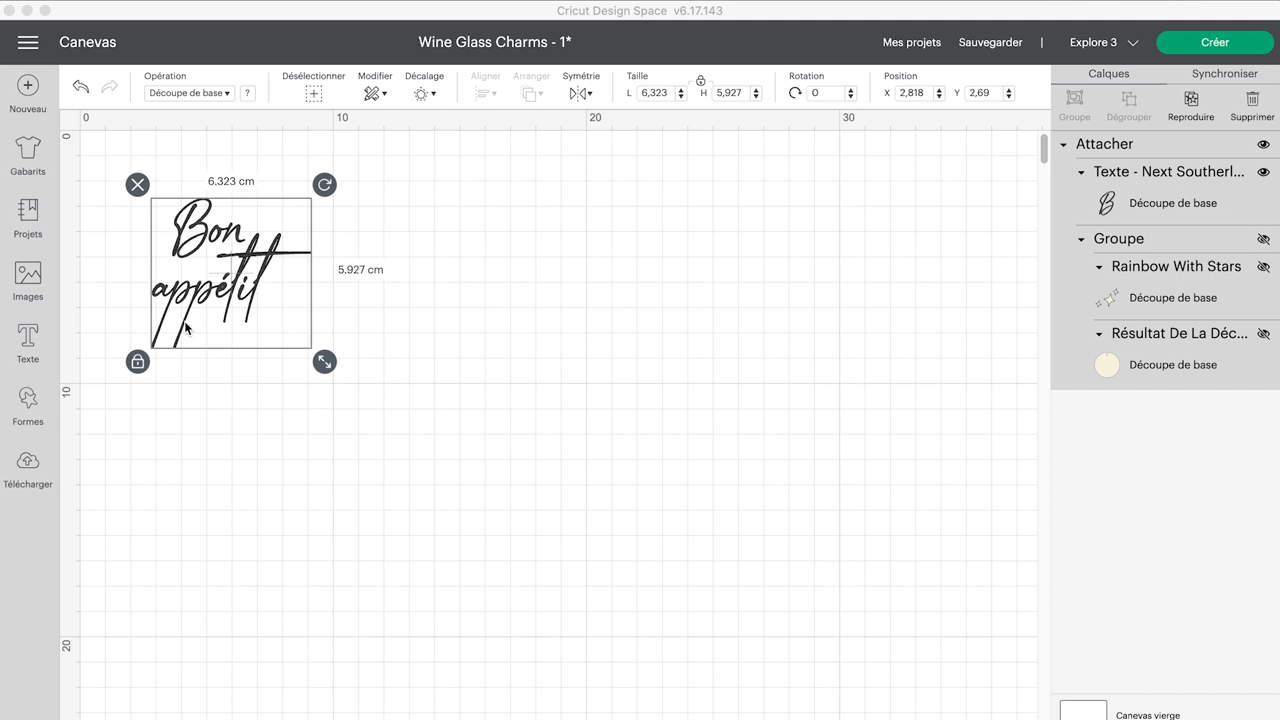 Cricut Design Space v6.17.143
Canevas
Wine Glass Charms - 1*
Mes projets
Sauvegarder
|
Explore 3
Créer
Opération
Découpe de base
?
Désélectionner
Modifier
Décalage
Aligner
Arranger
Symétrie
Taille
L 6,323
H 5,927
Rotation
0
Position
X 2,818
Y 2,69
Calques
Synchroniser
Groupe
Dégrouper
Reproduire
Supprimer
Nouveau
Gabarits
Projets
Images
Texte
Formes
Télécharger
0
10
20
30
0
10
20
6.323 cm
5.927 cm
Bon
appétit
Attacher
Texte - Next Southerl...
B
Découpe de base
Groupe
Rainbow With Stars
Découpe de base
Résultat De La Déc...
Découpe de base
Canevas vierge